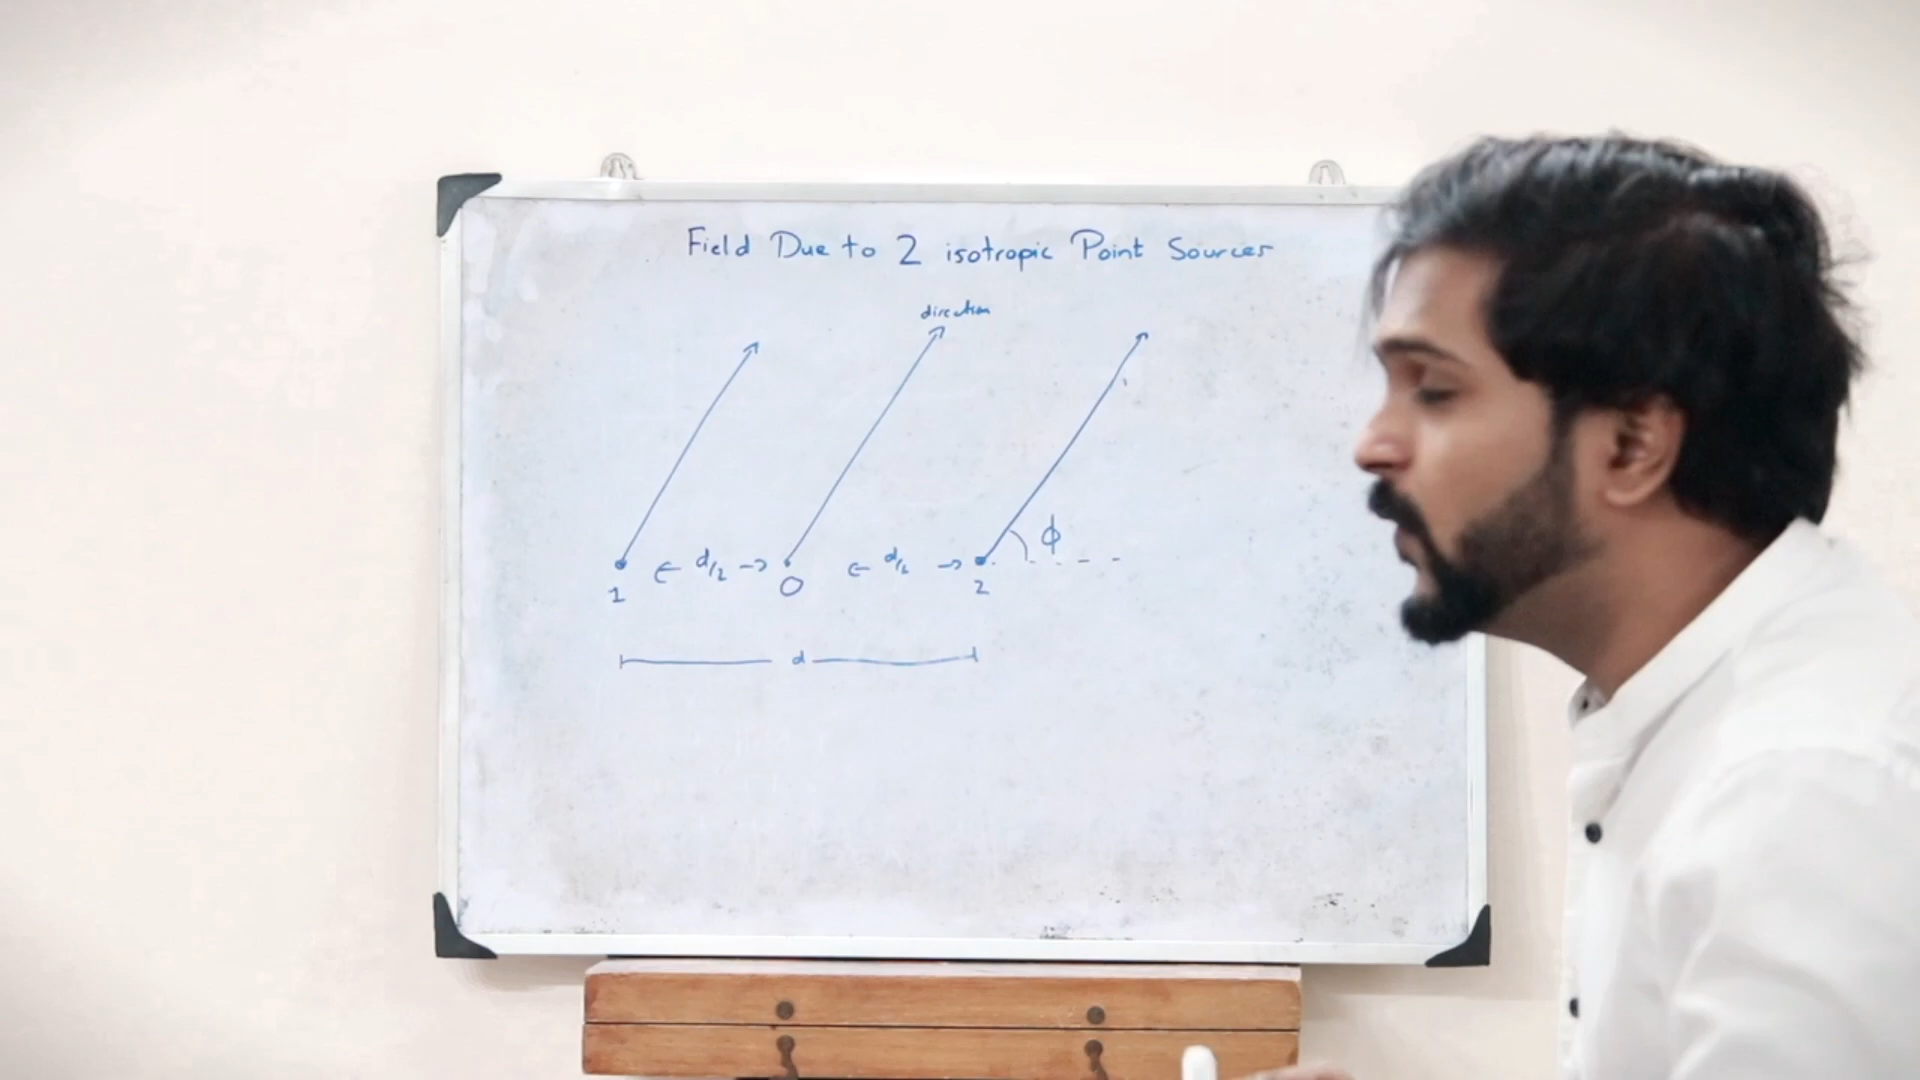 Field Due to 2 isotropic Point Sources
direction
ϕ
← d/2 → ← d/2 →
1 O 2
d